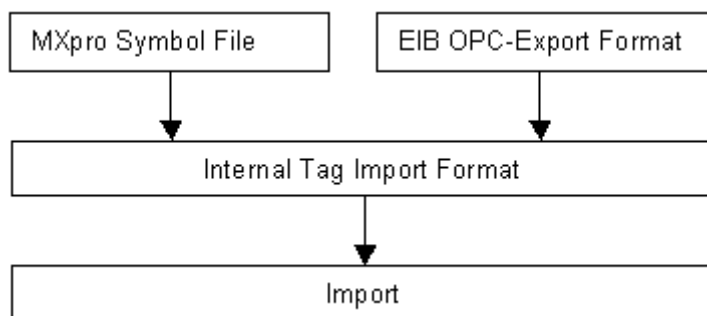 MXpro Symbol File
EIB OPC-Export Format
Internal Tag Import Format
Import